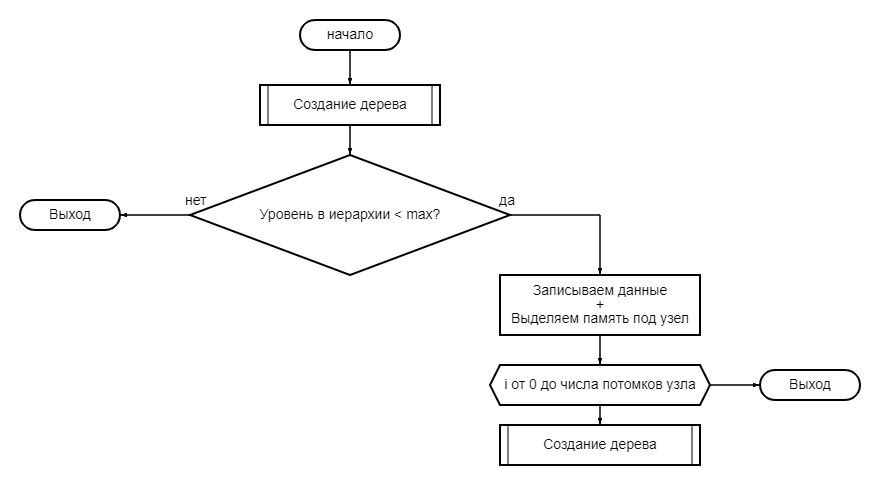 начало
Создание дерева
нет
да
Выход
Уровень в иерархии < max?
Записываем данные
+
Выделяем память под узел
i от 0 до числа потомков узла
Выход
Создание дерева